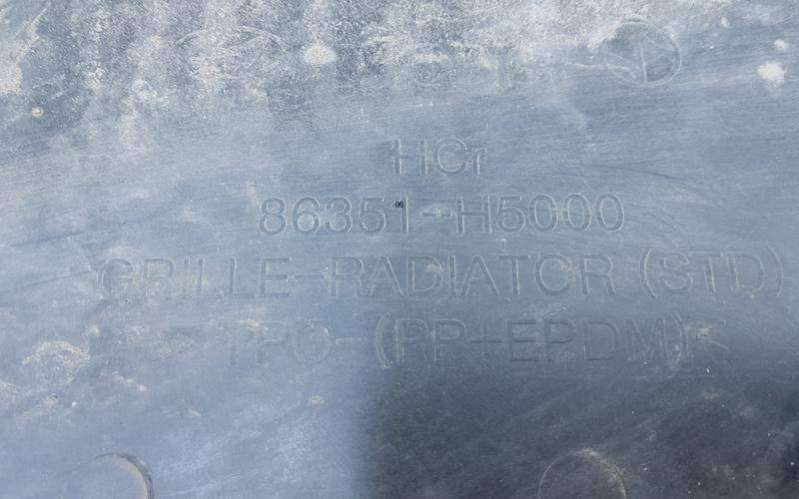 HCr
86351-H5000
GRILLE-RADIATOR (STD)
>TPO-(PP+EPDM)<